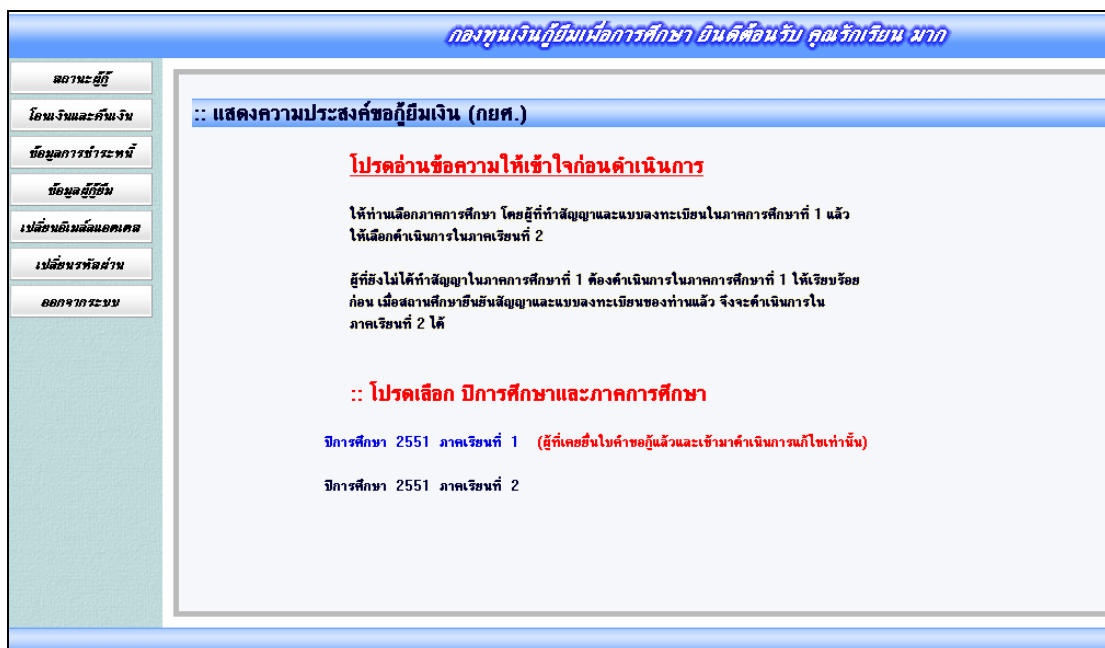 กองทุนเงินกู้ยืมเพื่อการศึกษา ยินดีต้อนรับ คุณรักเรียน มาก
สถานะผู้กู้
โอนเงินและคืนเงิน
ข้อมูลการชำระหนี้
ข้อมูลผู้กู้ยืม
เปลี่ยนอีเมล์แอดเดส
เปลี่ยนรหัสผ่าน
ออกจากระบบ
:: แสดงความประสงค์ขอกู้ยืมเงิน (กยศ.)
โปรดอ่านข้อความให้เข้าใจก่อนดำเนินการ
ให้ท่านเลือกภาคการศึกษา โดยผู้ที่ทำสัญญาและแบบลงทะเบียนในภาคการศึกษาที่ 1 แล้ว
ให้เลือกดำเนินการในภาคเรียนที่ 2
ผู้ที่ยังไม่ได้ทำสัญญาในภาคการศึกษาที่ 1 ต้องดำเนินการในภาคการศึกษาที่ 1 ให้เรียบร้อย
ก่อน เมื่อสถานศึกษายืนยันสัญญาและแบบลงทะเบียนของท่านแล้ว จึงจะดำเนินการใน
ภาคเรียนที่ 2 ได้
:: โปรดเลือก ปีการศึกษาและภาคการศึกษา
ปีการศึกษา 2551 ภาคเรียนที่ 1 (ผู้ที่เคยยื่นใบคำขอกู้แล้วและเข้ามาดำเนินการแก้ไขเท่านั้น)
ปีการศึกษา 2551 ภาคเรียนที่ 2